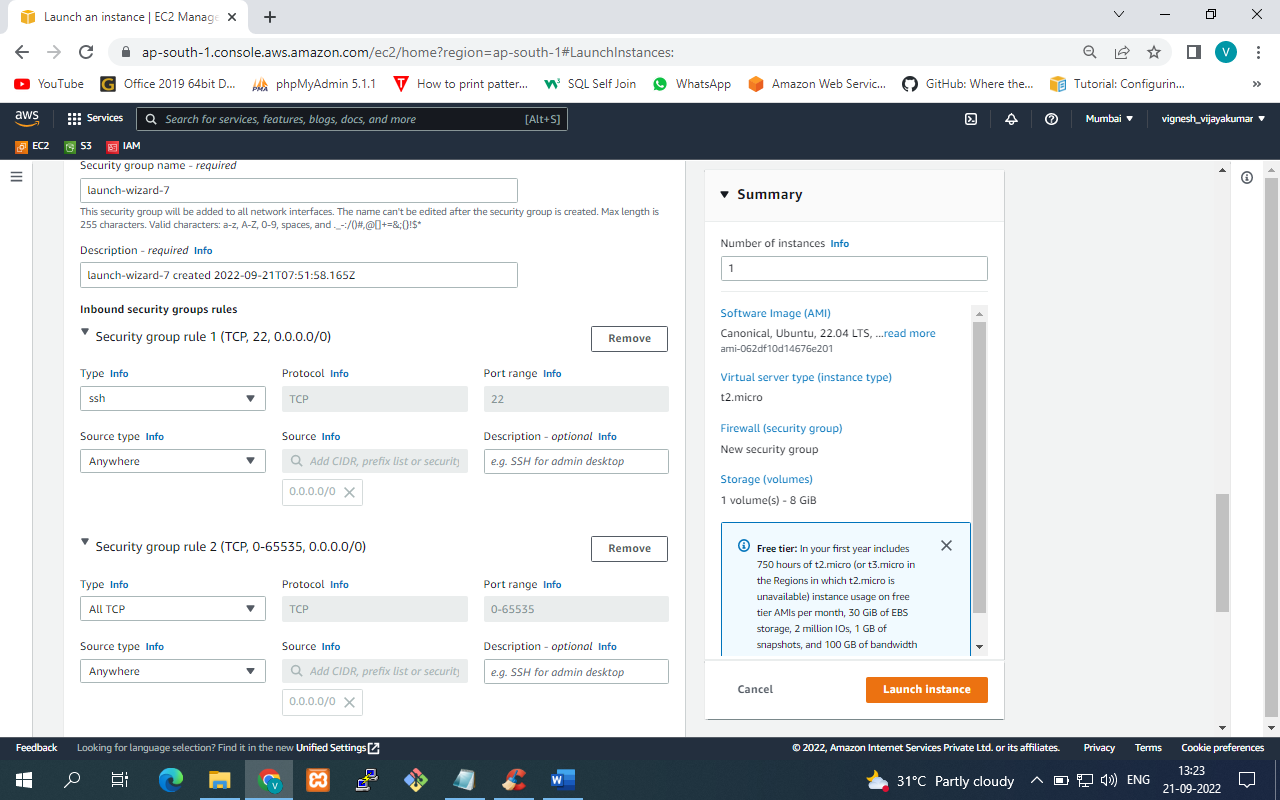 Launch an instance | EC2 Manage
ap-south-1.console.aws.amazon.com/ec2/home?region=ap-south-1#LaunchInstances:
V
YouTube
Office 2019 64bit D...
phpMyAdmin 5.1.1
How to print patter...
SQL Self Join
WhatsApp
Amazon Web Servic...
GitHub: Where the...
Tutorial: Configurin...
»
aws
Services
Search for services, features, blogs, docs, and more
[Alt+S]
Mumbai
vignesh_vijayakumar
EC2
S3
IAM
Security group name - required
launch-wizard-7
This security group will be added to all network interfaces. The name can't be edited after the security group is created. Max length is
255 characters. Valid characters: a-z, A-Z, 0-9, spaces, and ._-:/()#,@[]+=&;{}!$*
Description - required Info
launch-wizard-7 created 2022-09-21T07:51:58.165Z
Inbound security groups rules
Security group rule 1 (TCP, 22, 0.0.0.0/0)
Remove
Type Info
Protocol Info
Port range Info
ssh
TCP
22
Source type Info
Source Info
Description - optional Info
Anywhere
Add CIDR, prefix list or security
e.g. SSH for admin desktop
0.0.0.0/0
Security group rule 2 (TCP, 0-65535, 0.0.0.0/0)
Remove
Type Info
Protocol Info
Port range Info
All TCP
TCP
0-65535
Source type Info
Source Info
Description - optional Info
Anywhere
Add CIDR, prefix list or security
e.g. SSH for admin desktop
0.0.0.0/0
Summary
Number of instances Info
1
Software Image (AMI)
Canonical, Ubuntu, 22.04 LTS, ...read more
ami-062df10d14676e201
Virtual server type (instance type)
t2.micro
Firewall (security group)
New security group
Storage (volumes)
1 volume(s) - 8 GiB
Free tier: In your first year includes
750 hours of t2.micro (or t3.micro in
the Regions in which t2.micro is
unavailable) instance usage on free
tier AMIs per month, 30 GiB of EBS
storage, 2 million IOs, 1 GB of
snapshots, and 100 GB of bandwidth
Cancel
Launch instance
Feedback
Looking for language selection? Find it in the new Unified Settings
© 2022, Amazon Internet Services Private Ltd. or its affiliates.
Privacy
Terms
Cookie preferences
31°C Partly cloudy
ENG
13:23
21-09-2022